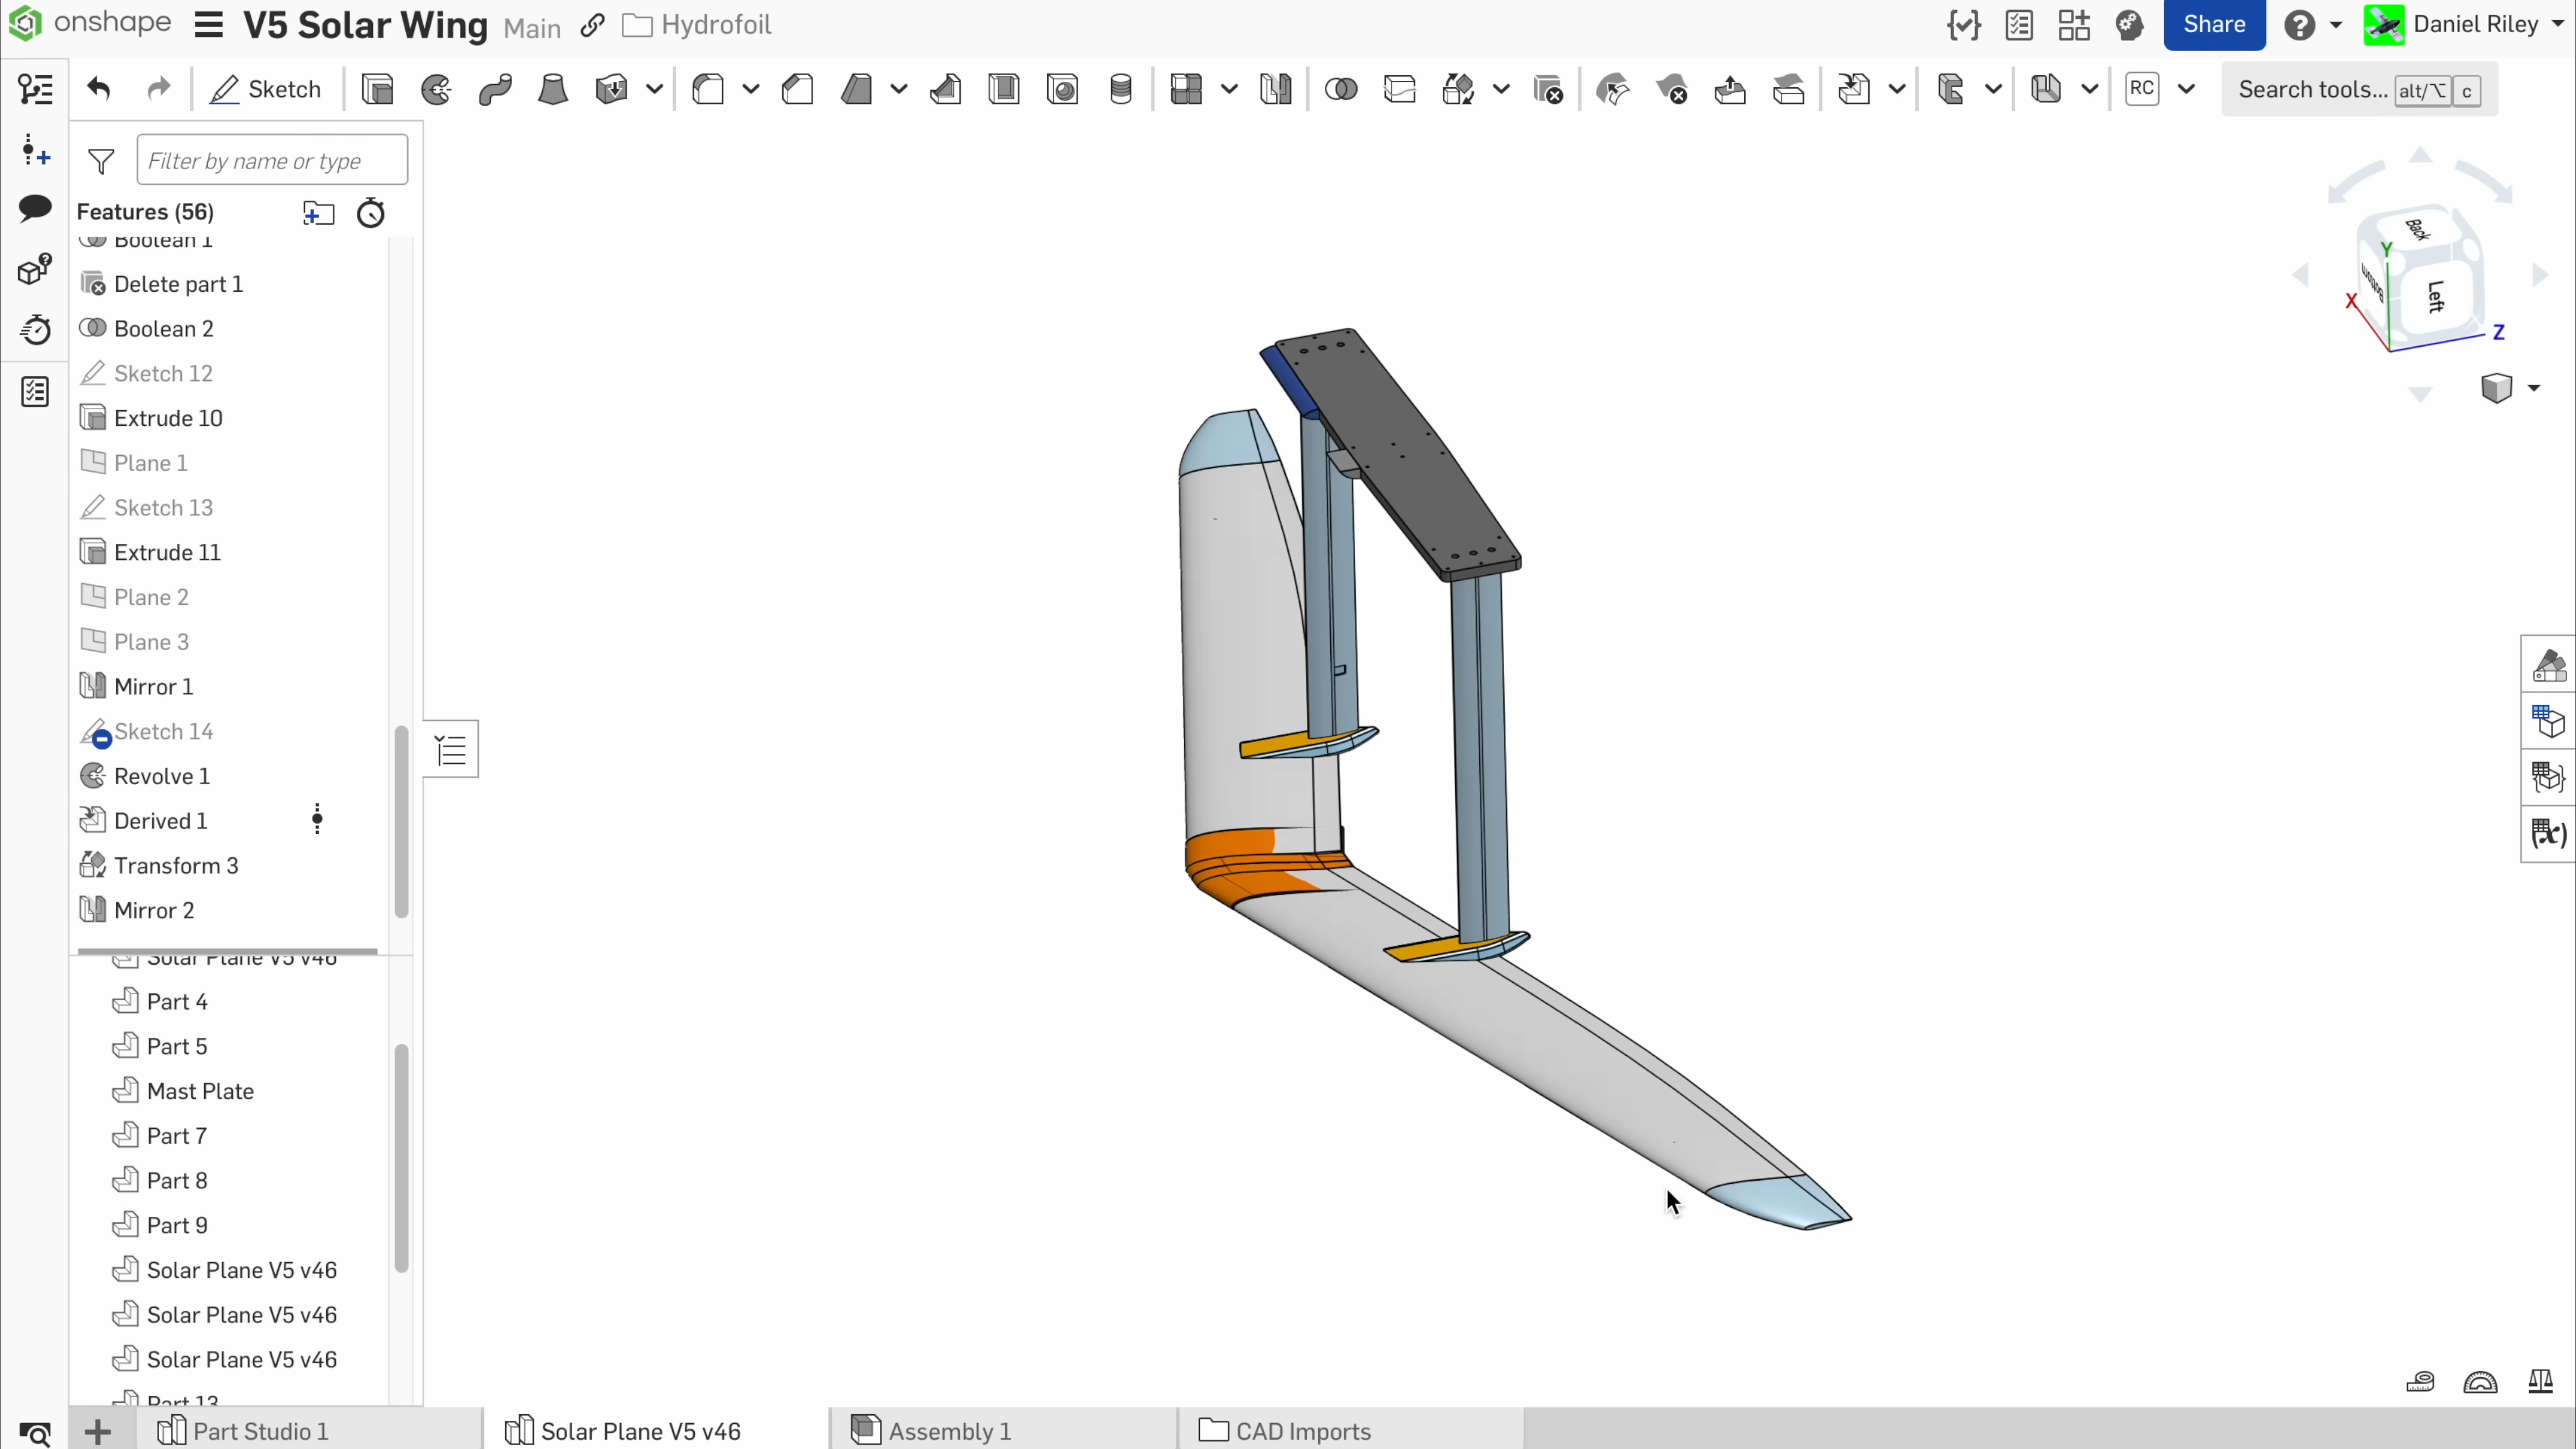 onshape V5 Solar Wing Main Hydrofoil
Share Daniel Riley
Sketch RC Search tools... alt/⌥ c
Filter by name or type
Features (56)
Boolean 1
Delete part 1
Boolean 2
Sketch 12
Extrude 10
Plane 1
Sketch 13
Extrude 11
Plane 2
Plane 3
Mirror 1
Sketch 14
Revolve 1
Derived 1
Transform 3
Mirror 2
Solar Plane V5 v46
Part 4
Part 5
Mast Plate
Part 7
Part 8
Part 9
Solar Plane V5 v46
Solar Plane V5 v46
Solar Plane V5 v46
Part 13
Back
Y
Bottom
Left
X
Z
(x)
Part Studio 1 Solar Plane V5 v46 Assembly 1 CAD Imports